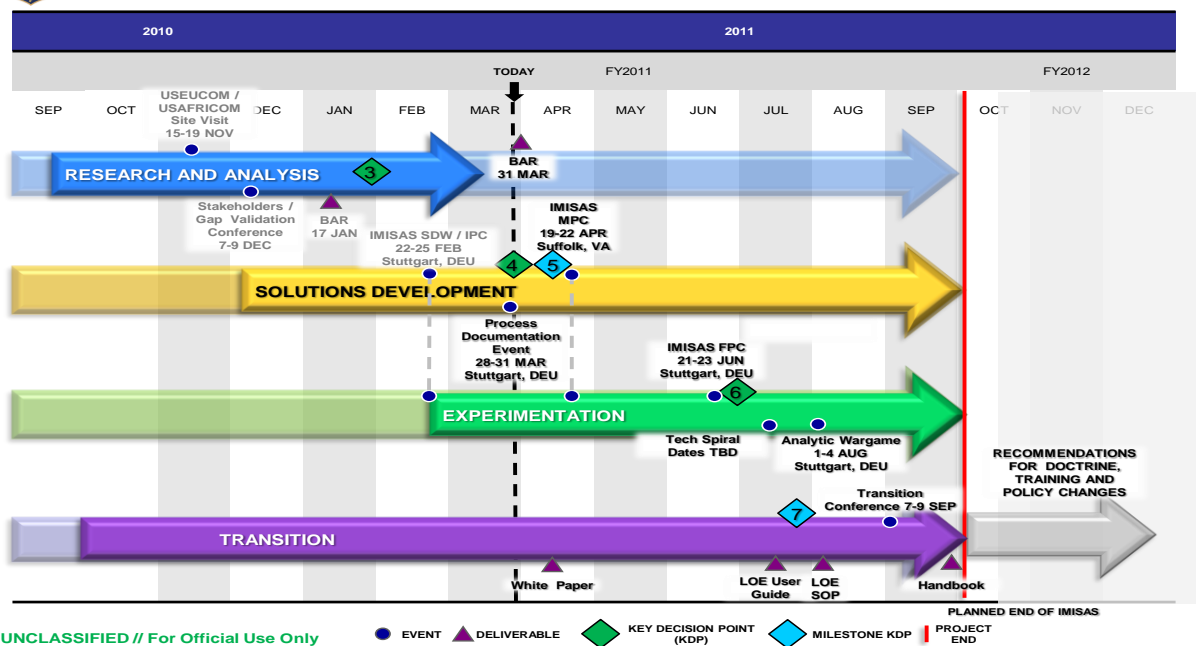 2010 2011
TODAY FY2011 FY2012
SEP OCT DEC JAN FEB MAR APR MAY JUN JUL AUG SEP OCT NOV DEC
USEUCOM /
USAFRICOM
Site Visit
15-19 NOV
RESEARCH AND ANALYSIS
3
BAR
31 MAR
Stakeholders /
Gap Validation
Conference
7-9 DEC
BAR
17 JAN
IMISAS SDW / IPC
22-25 FEB
Stuttgart, DEU
IMISAS
MPC
19-22 APR
Suffolk, VA
4
5
SOLUTIONS DEVELOPMENT
Process
Documentation
Event
28-31 MAR
Stuttgart, DEU
IMISAS FPC
21-23 JUN
Stuttgart, DEU
6
EXPERIMENTATION
Tech Spiral
Dates TBD
Analytic Wargame
1-4 AUG
Stuttgart, DEU
RECOMMENDATIONS
FOR DOCTRINE,
TRAINING AND
POLICY CHANGES
Transition
Conference 7-9 SEP
7
TRANSITION
White Paper
LOE User
Guide
LOE
SOP
Handbook
PLANNED END OF IMISAS
UNCLASSIFIED // For Official Use Only
EVENT
DELIVERABLE
KEY DECISION POINT
(KDP)
MILESTONE KDP
PROJECT
END